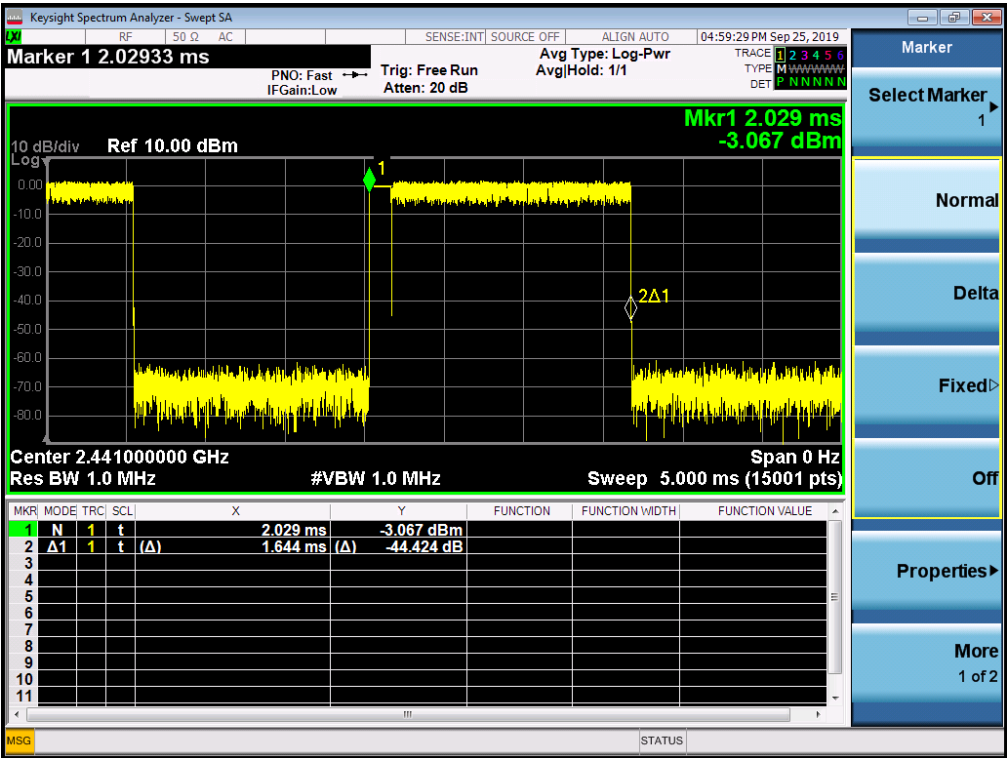 Keysight Spectrum Analyzer - Swept SA
LXI RF 50 Ω AC SENSE:INT SOURCE OFF ALIGN AUTO 04:59:29 PM Sep 25, 2019
Marker 1 2.02933 ms
PNO: Fast
IFGain:Low
Trig: Free Run
Atten: 20 dB
Avg Type: Log-Pwr
Avg|Hold: 1/1
TRACE 1 2 3 4 5 6
TYPE M WWWWW
DET P N N N N N
Mkr1 2.029 ms
-3.067 dBm
10 dB/div Ref 10.00 dBm
Log
0.00
-10.0
-20.0
-30.0
-40.0
-50.0
-60.0
-70.0
-80.0
1
2Δ1
Center 2.441000000 GHz Span 0 Hz
Res BW 1.0 MHz #VBW 1.0 MHz Sweep 5.000 ms (15001 pts)
MKR MODE TRC SCL X Y FUNCTION FUNCTION WIDTH FUNCTION VALUE
1 N 1 t 2.029 ms -3.067 dBm
2 Δ1 1 t (Δ) 1.644 ms (Δ) -44.424 dB
3
4
5
6
7
8
9
10
11
MSG STATUS
Marker
Select Marker
1
Normal
Delta
Fixed
Off
Properties
More
1 of 2